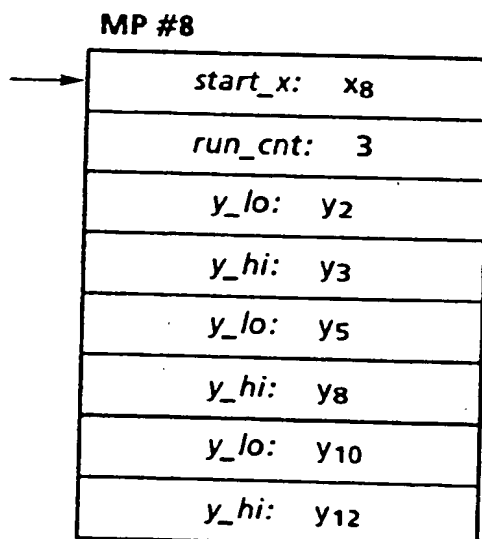 MP #8
start_x: x8
run_cnt: 3
y_lo: y2
y_hi: y3
y_lo: y5
y_hi: y8
y_lo: y10
y_hi: y12